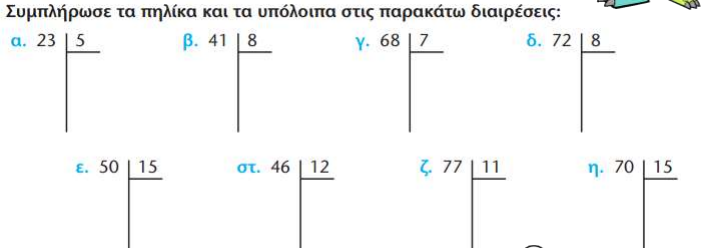 Συμπλήρωσε τα πηλίκα και τα υπόλοιπα στις παρακάτω διαιρέσεις:
α. 23 5 β. 41 8 γ. 68 7 δ. 72 8
ε. 50 15 στ. 46 12 ζ. 77 11 η. 70 15